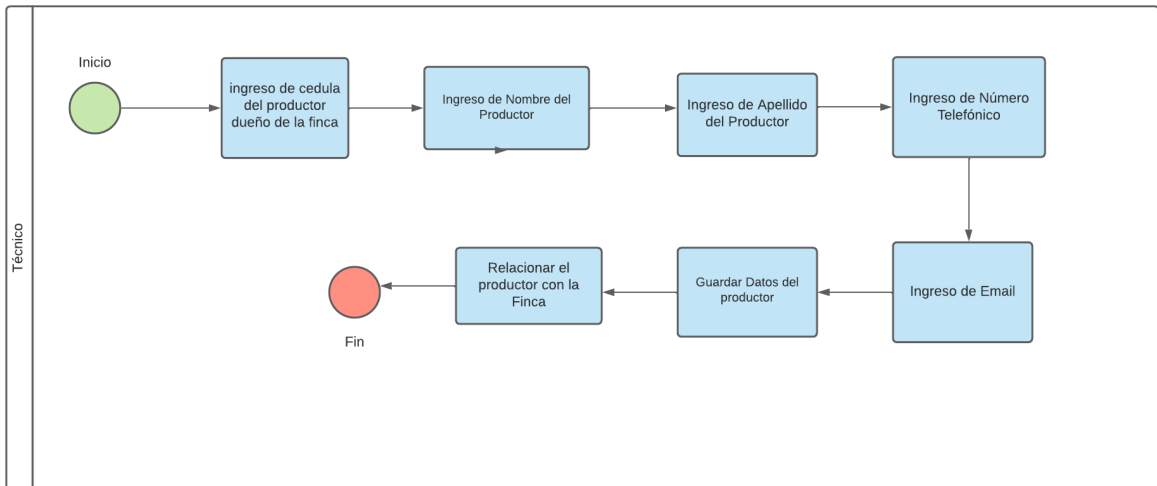 Inicio
ingreso de cedula
del productor
dueño de la finca
Ingreso de Nombre del
Productor
Ingreso de Apellido
del Productor
Ingreso de Número
Telefónico
Técnico
Relacionar el
productor con la
Finca
Guardar Datos del
productor
Ingreso de Email
Fin